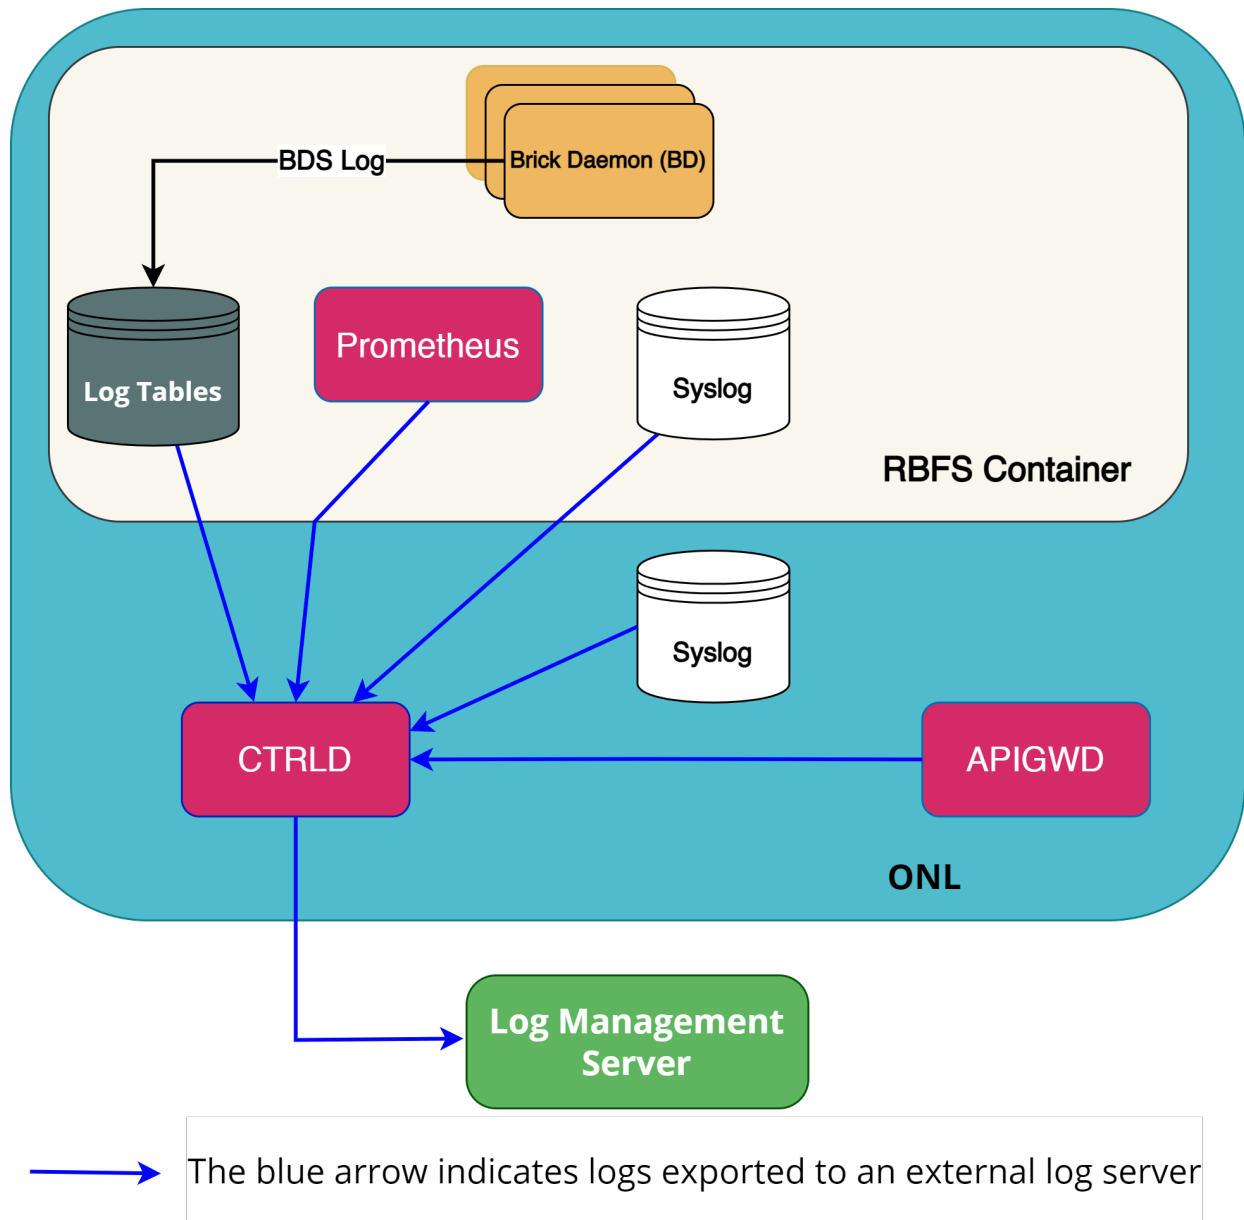 BDS Log
Brick Daemon (BD)
Log Tables
Prometheus
Syslog
RBFS Container
Syslog
CTRLD
APIGWD
ONL
Log Management
Server
The blue arrow indicates logs exported to an external log server